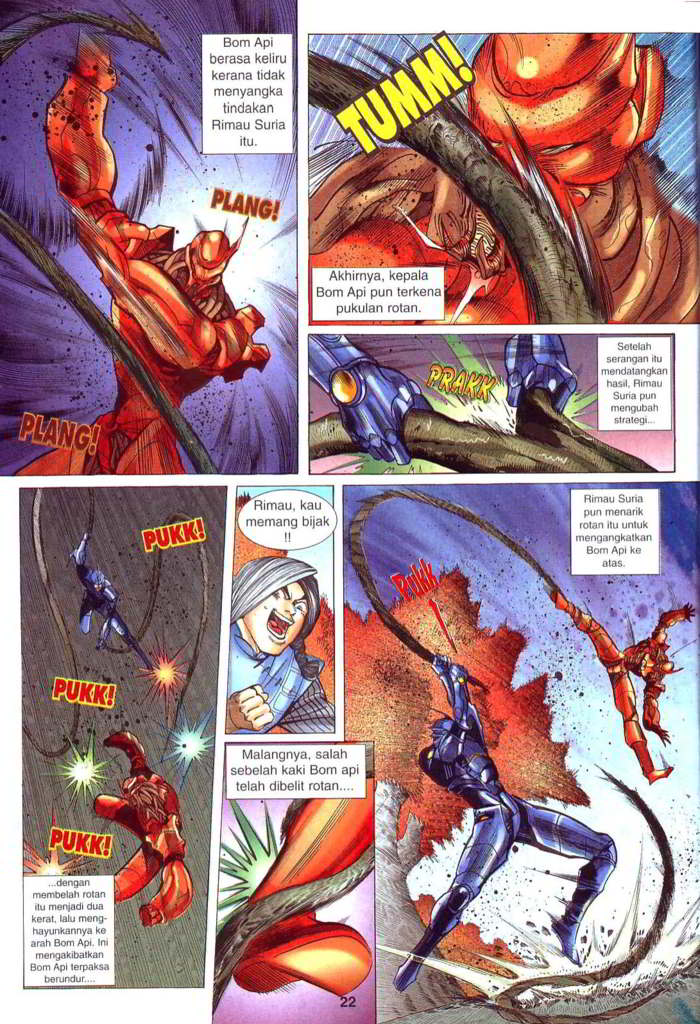 Bom Api
berasa keliru
kerana tidak
menyangka
tindakan
Rimau Suria
itu.
PLANG!
PLANG!
TUMM!
Akhirnya, kepala
Bom Api pun terkena
pukulan rotan.
PRAKK
Setelah
serangan itu
mendatangkan
hasil, Rimau
Suria pun
mengubah
strategi...
PUKK!
PUKK!
PUKK!
...dengan
membelah rotan
itu menjadi dua
kerat, lalu meng-
hayunkannya ke
arah Bom Api. Ini
mengakibatkan
Bom Api terpaksa
berundur....
Rimau, kau
memang bijak
!!
Malangnya, salah
sebelah kaki Bom api
telah dibelit rotan....
Rimau Suria
pun menarik
rotan itu untuk
mengangkatkan
Bom Api ke
atas.
Pukk
22